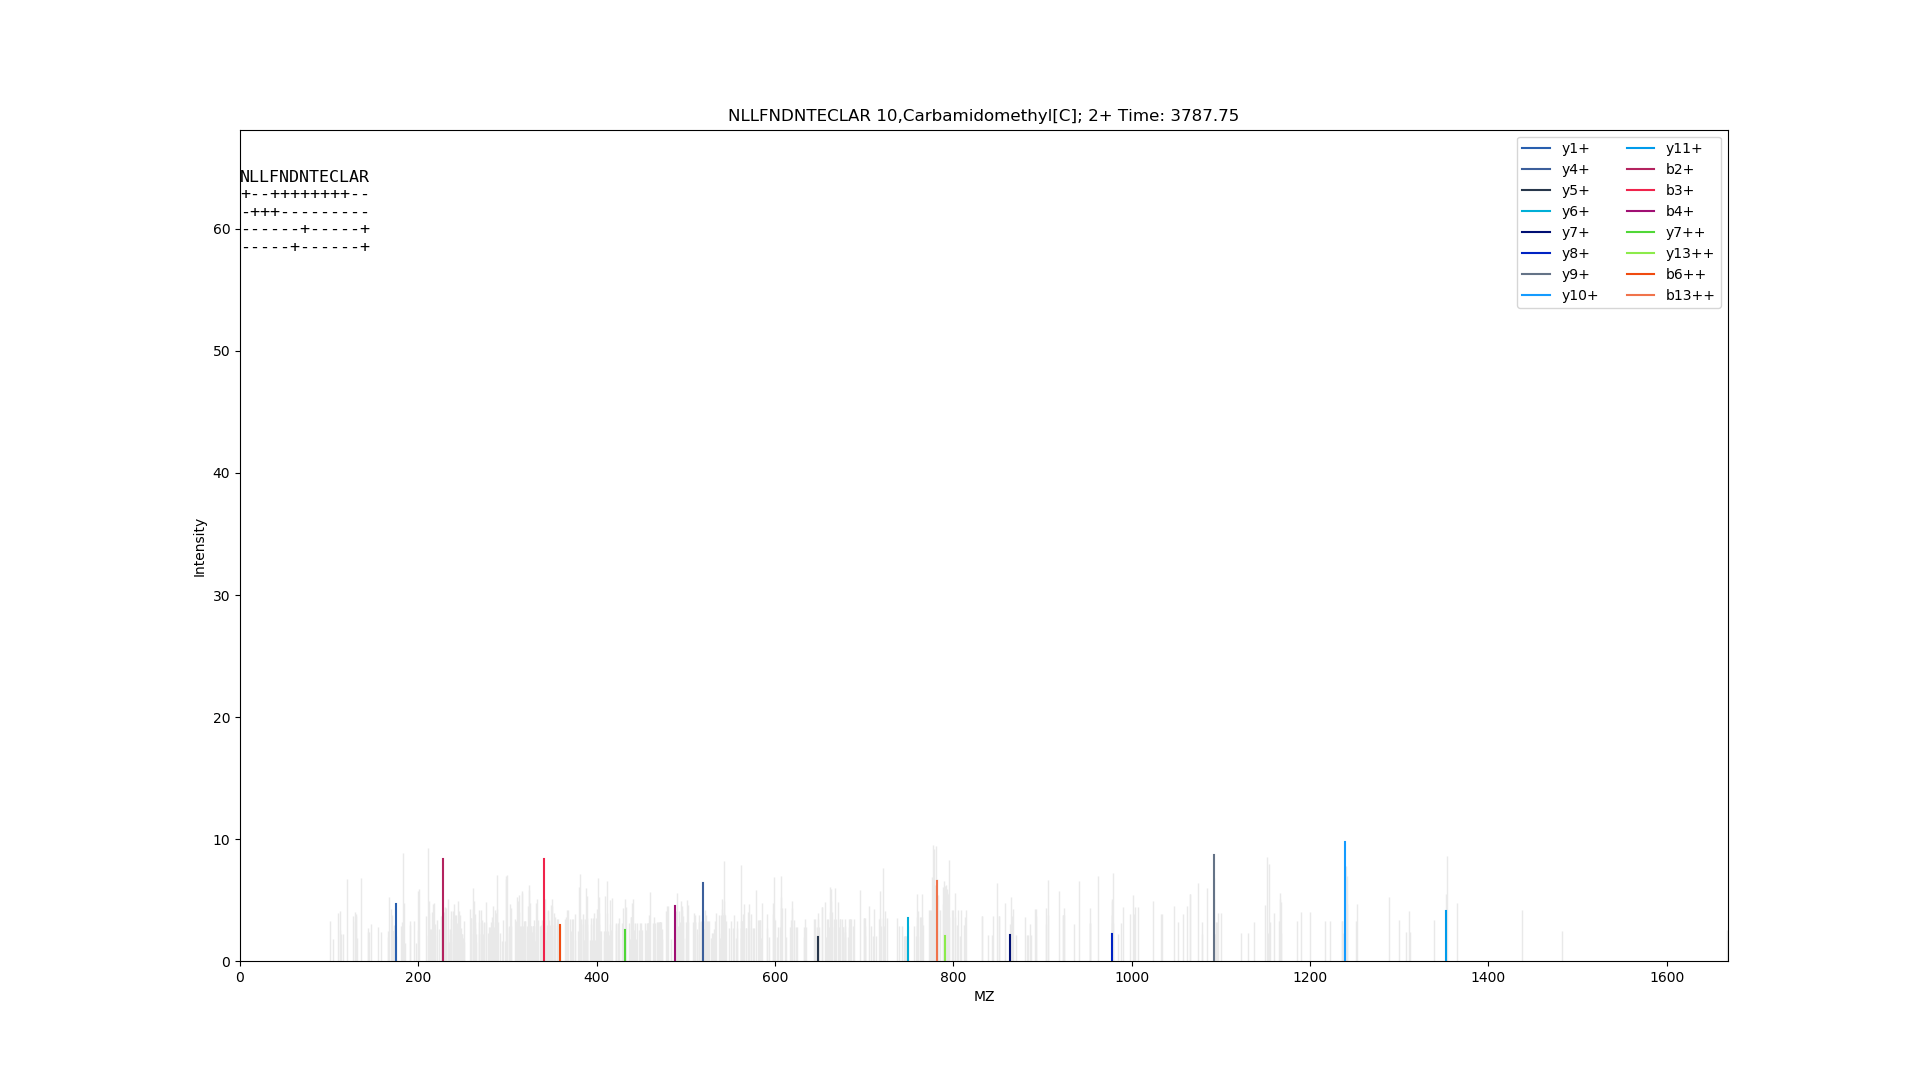 NLLFNDNTECLAR 10,Carbamidomethyl[C]; 2+ Time: 3787.75
NLLFNDNTECLAR
+--++++++++--
-+++---------
------+-----+
-----+------+
y1+
y4+
y5+
y6+
y7+
y8+
y9+
y10+
y11+
b2+
b3+
b4+
y7++
y13++
b6++
b13++
Intensity
60
50
40
30
20
10
0
0 200 400 600 800 1000 1200 1400 1600
MZ